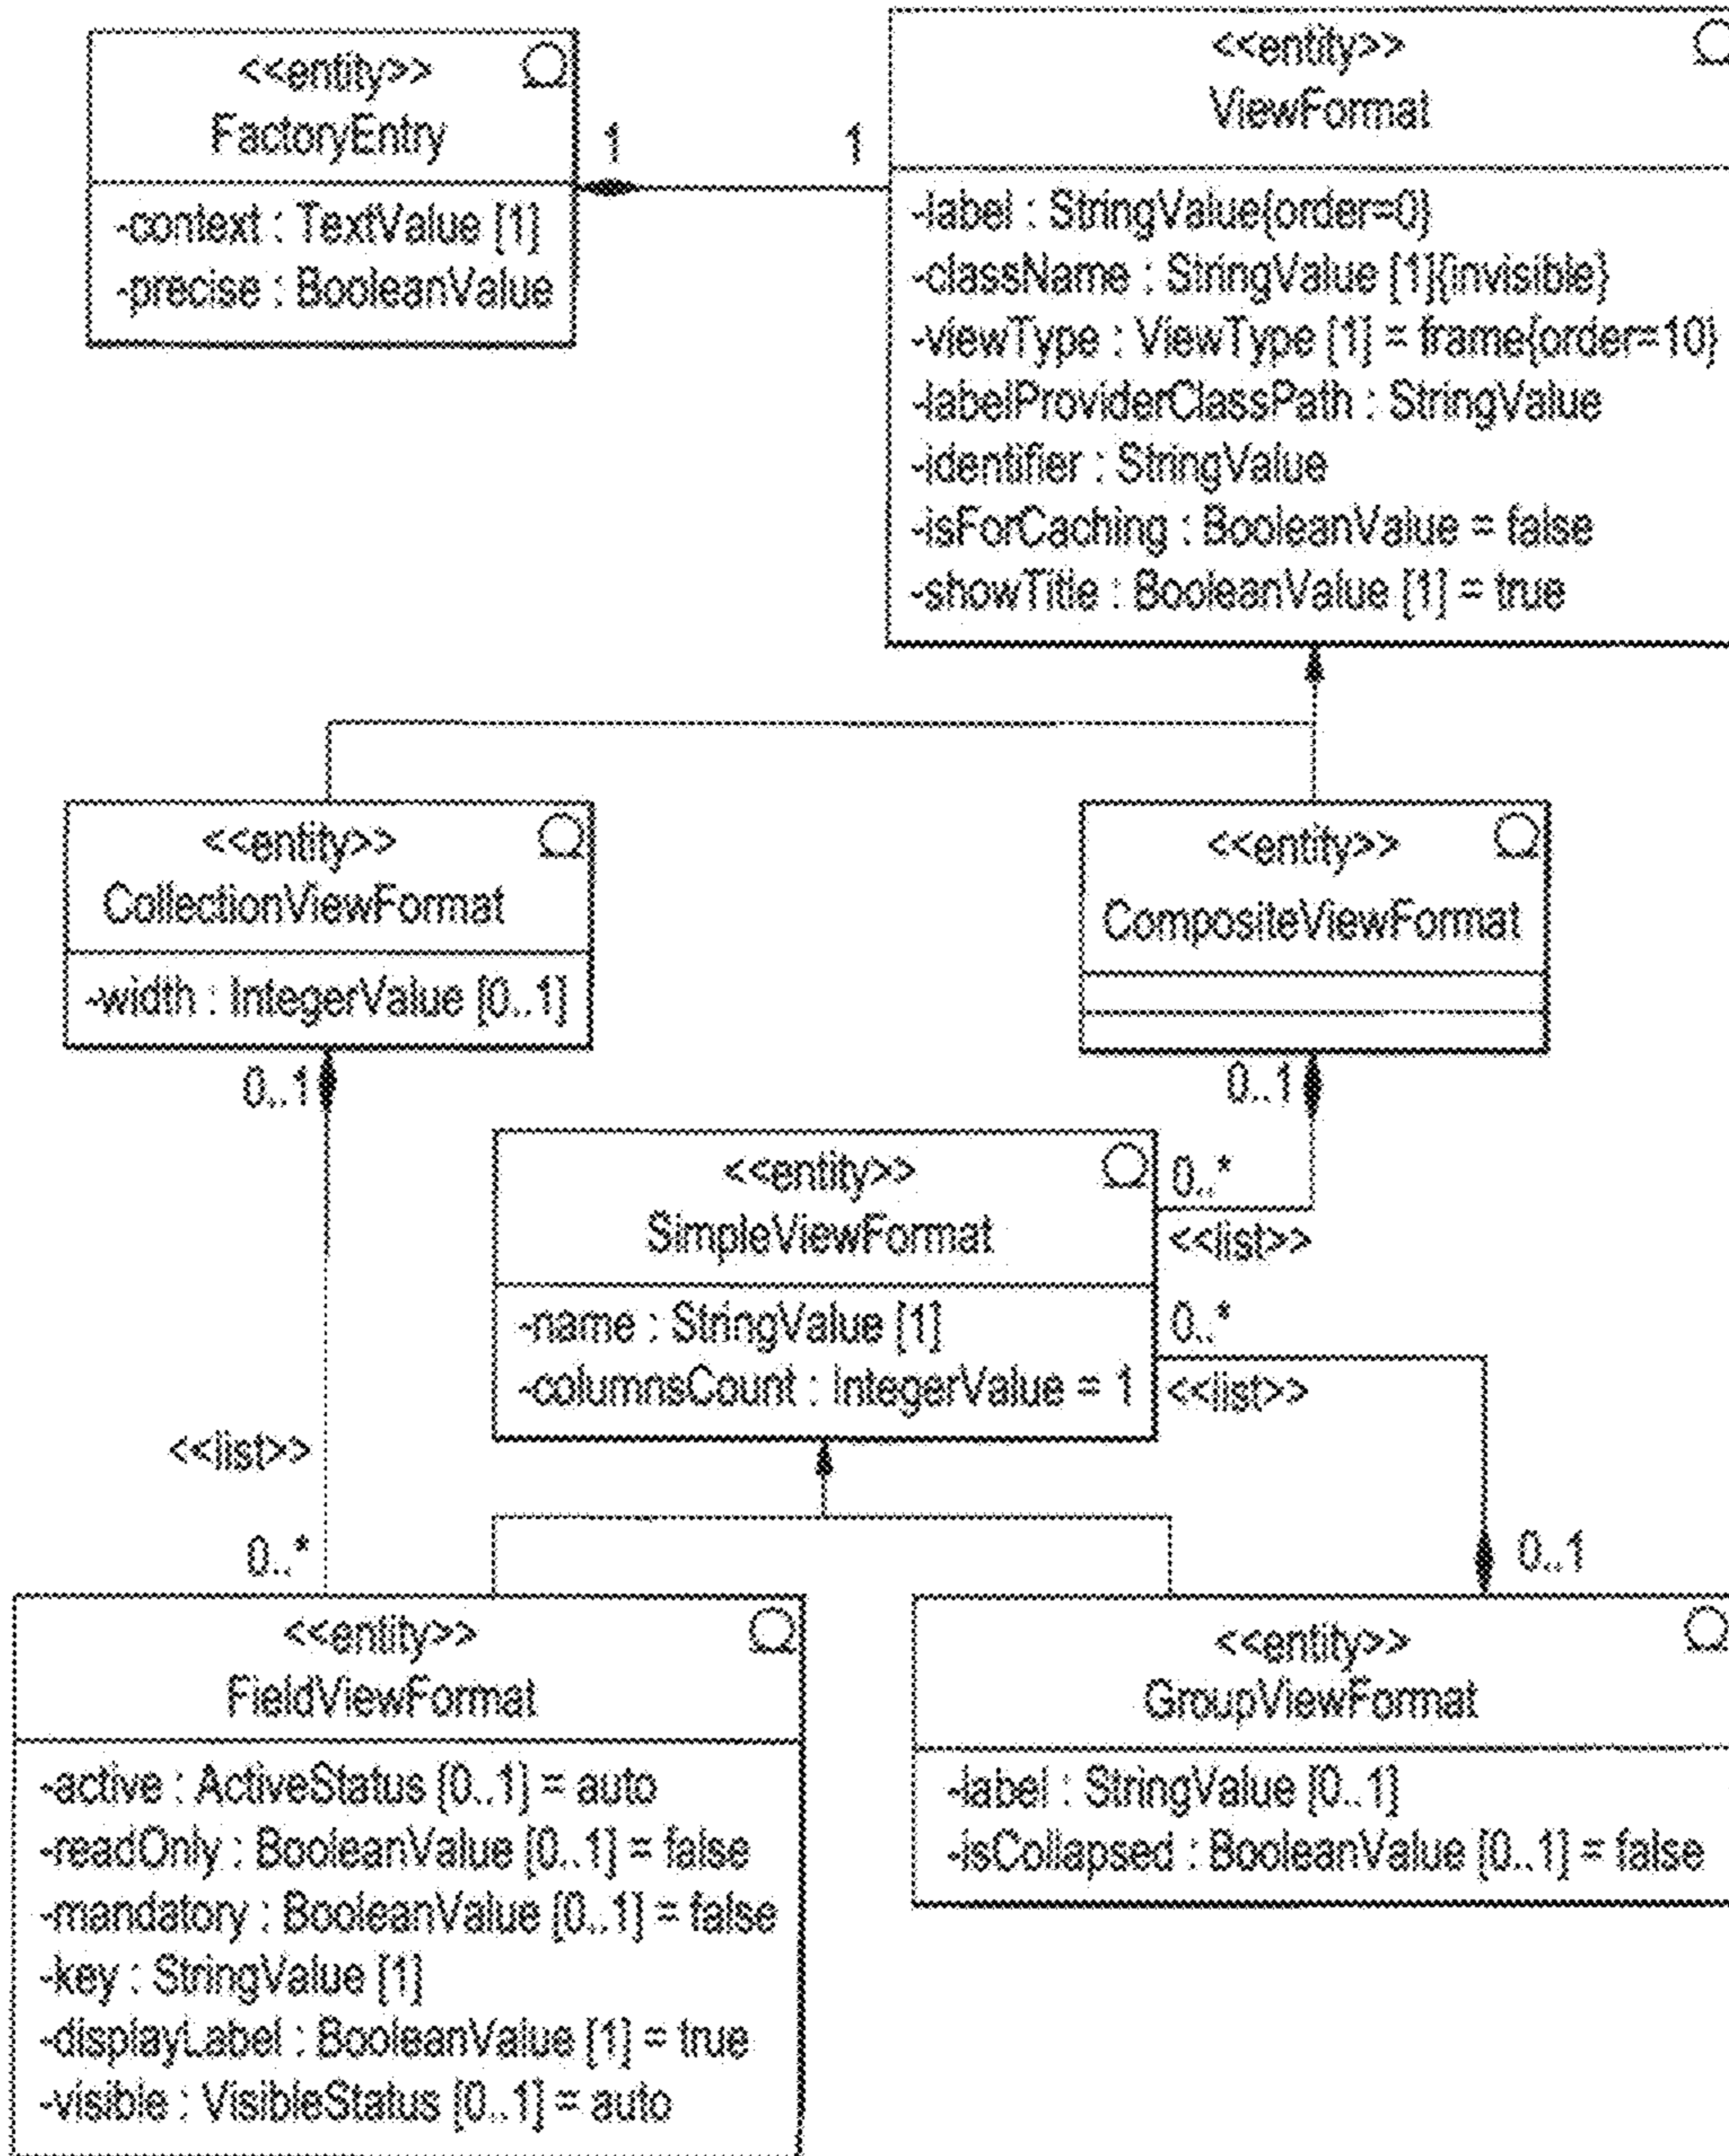 <<entity>>
FactoryEntry
-context : TextValue [1]
-precise : BooleanValue
1
1
<<entity>>
ViewFormat
-label : StringValue{order=0}
-className : StringValue [1]{invisible}
-viewType : ViewType [1] = frame{order=10}
-labelProviderClassPath : StringValue
-identifier : StringValue
-isForCaching : BooleanValue = false
-showTitle : BooleanValue [1] = true
<<entity>>
CollectionViewFormat
-width : IntegerValue [0..1]
<<entity>>
CompositeViewFormat
0..1
0..1
<<entity>>
SimpleViewFormat
-name : StringValue [1]
-columnsCount : IntegerValue = 1
0..*
<<list>>
0..*
<<list>>
<<list>>
0..*
0..1
<<entity>>
FieldViewFormat
-active : ActiveStatus [0..1] = auto
-readOnly : BooleanValue [0..1] = false
-mandatory : BooleanValue [0..1] = false
-key : StringValue [1]
-displayLabel : BooleanValue [1] = true
-visible : VisibleStatus [0..1] = auto
<<entity>>
GroupViewFormat
-label : StringValue [0..1]
-isCollapsed : BooleanValue [0..1] = false